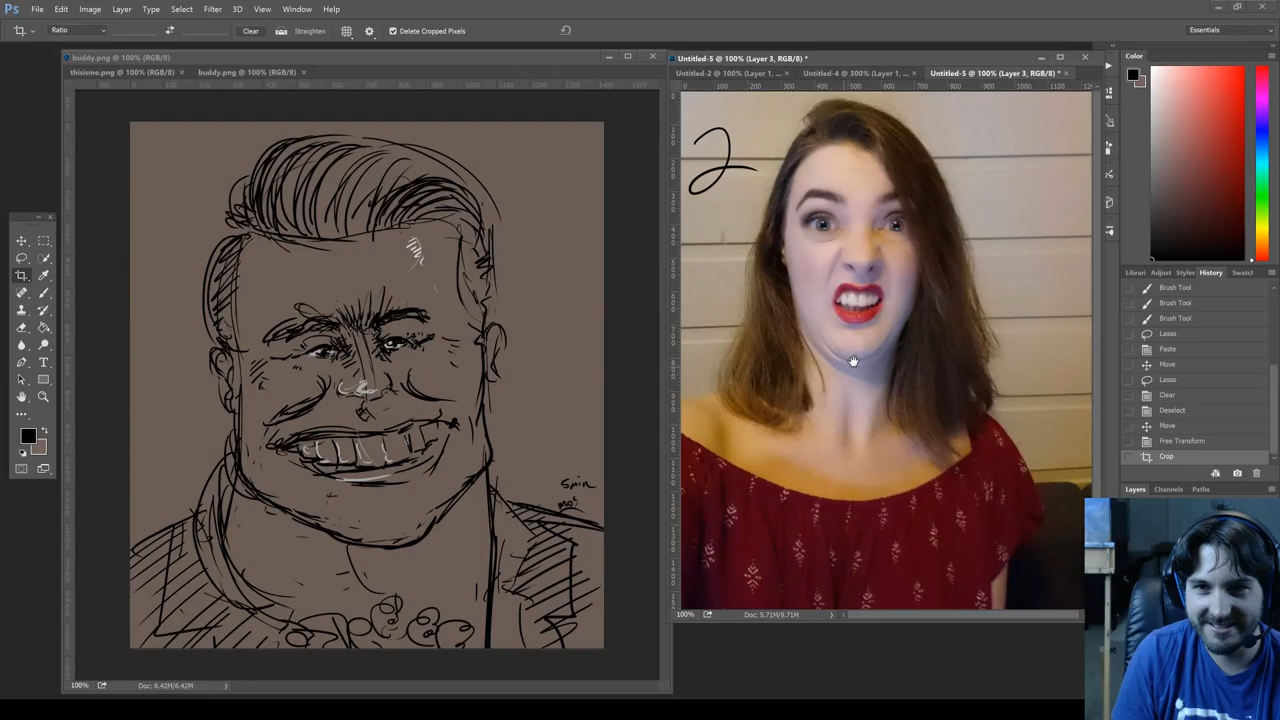 Ps File Edit Image Layer Type Select Filter 3D View Window Help
Ratio Clear Straighten Delete Cropped Pixels Essentials
buddy.png @ 100% (RGB/8)
thisisme.png @ 100% (RGB/8) × buddy.png @ 100% (RGB/8) ×
Untitled-5 @ 100% (Layer 3, RGB/8) *
Untitled-2 @ 100% (Layer 1, ... × Untitled-4 @ 300% (Layer 1, ... × Untitled-5 @ 100% (Layer 3, RGB/8) * ×
Color
2
5min
Librari Adjust Styles History Swatcl
Brush Tool
Brush Tool
Brush Tool
Lasso
Paste
Move
Lasso
Clear
Deselect
Move
Free Transform
Crop
Layers Channels Paths
100% Doc: 5.71M/9.71M
100% Doc: 6.42M/6.42M